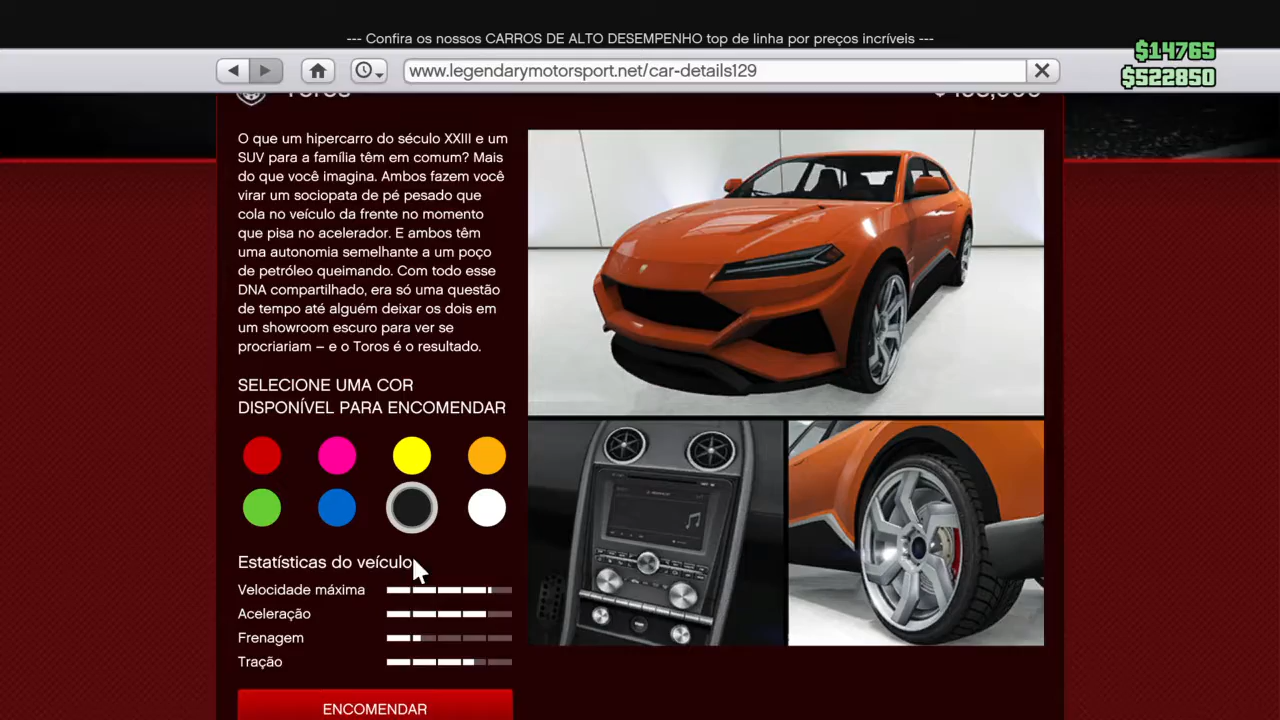 --- Confira os nossos CARROS DE ALTO DESEMPENHO top de linha por preços incríveis ---
$14765
www.legendarymotorsport.net/car-details129
$522850
Toros
O que um hipercarro do século XXIII e um
SUV para a família têm em comum? Mais
do que você imagina. Ambos fazem você
virar um sociopata de pé pesado que
cola no veículo da frente no momento
que pisa no acelerador. E ambos têm
uma autonomia semelhante a um poço
de petróleo queimando. Com todo esse
DNA compartilhado, era só uma questão
de tempo até alguém deixar os dois em
um showroom escuro para ver se
procriariam – e o Toros é o resultado.
SELECIONE UMA COR
DISPONÍVEL PARA ENCOMENDAR
Estatísticas do veículo
Velocidade máxima
Aceleração
Frenagem
Tração
ENCOMENDAR